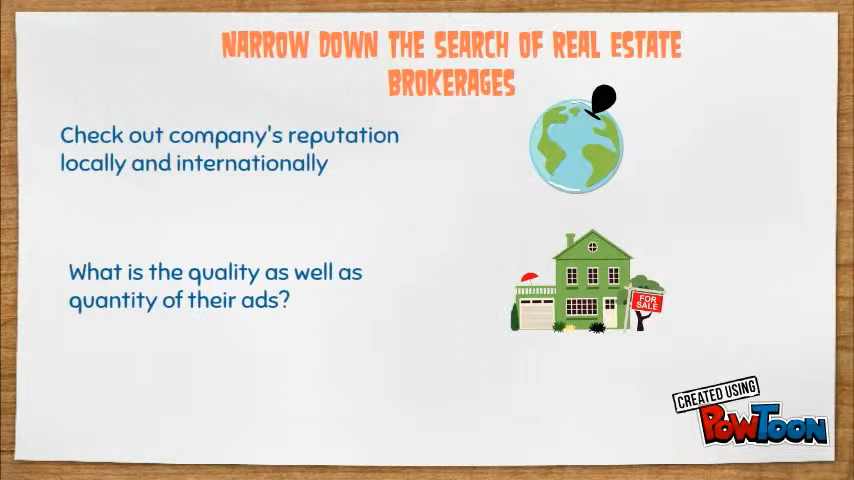 NARROW DOWN THE SEARCH OF REAL ESTATE
BROKERAGES
Check out company's reputation
locally and internationally
What is the quality as well as
quantity of their ads?
FOR
SALE
CREATED USING
POWTOON